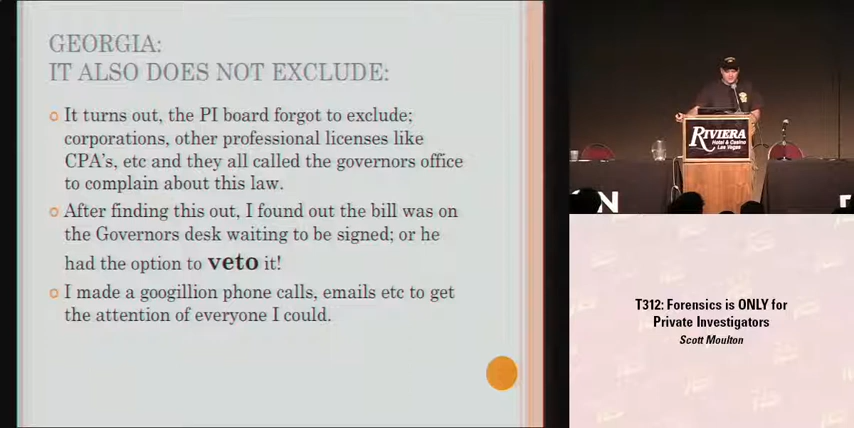 GEORGIA:
IT ALSO DOES NOT EXCLUDE:
It turns out, the PI board forgot to exclude;
corporations, other professional licenses like
CPA's, etc and they all called the governors office
to complain about this law.
After finding this out, I found out the bill was on
the Governors desk waiting to be signed; or he
had the option to veto it!
I made a googillion phone calls, emails etc to get
the attention of everyone I could.
RIVIERA
Hotel & Casino
Las Vegas
T312: Forensics is ONLY for
Private Investigators
Scott Moulton